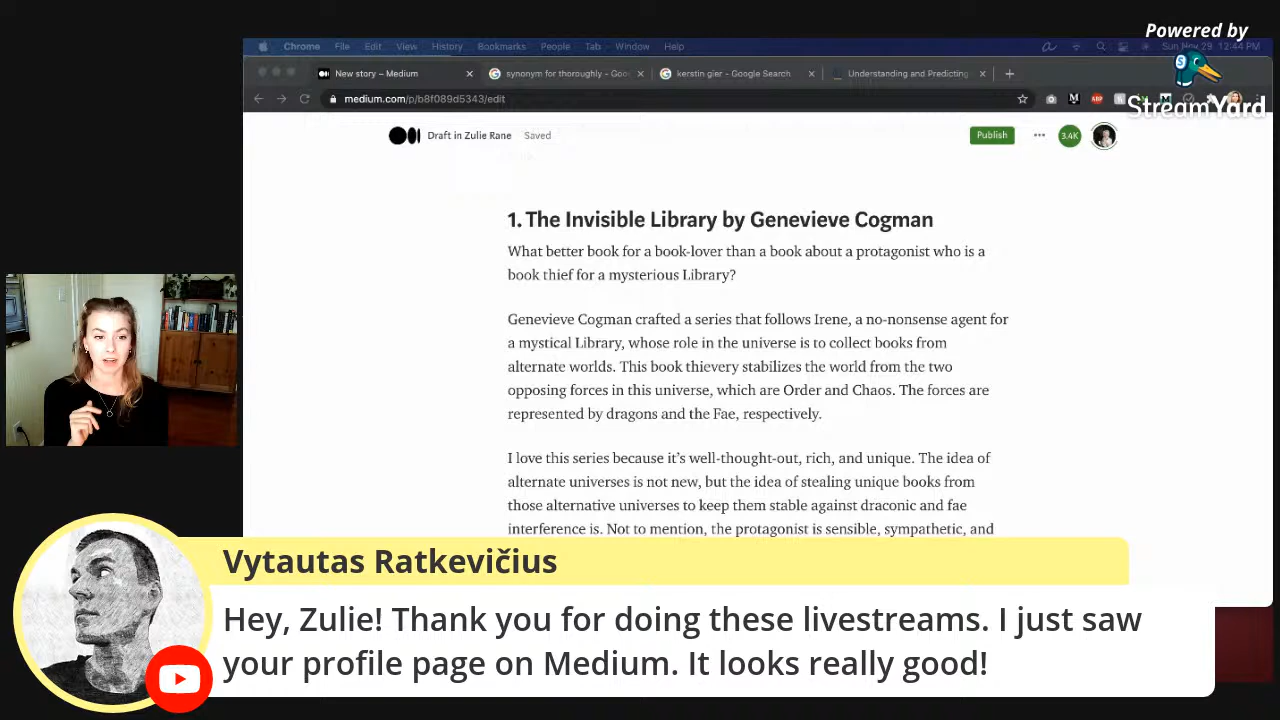 Powered by
StreamYard
Chrome File Edit View History Bookmarks People Tab Window Help Sun Nov 29 12:44 PM
New story – Medium
synonym for thoroughly - Goo
kerstin gier - Google Search
Understanding and Predicting
medium.com/p/b8f089d5343/edit
Draft in Zulie Rane Saved Publish 3.4K
1. The Invisible Library by Genevieve Cogman
What better book for a book-lover than a book about a protagonist who is a
book thief for a mysterious Library?
Genevieve Cogman crafted a series that follows Irene, a no-nonsense agent for
a mystical Library, whose role in the universe is to collect books from
alternate worlds. This book thievery stabilizes the world from the two
opposing forces in this universe, which are Order and Chaos. The forces are
represented by dragons and the Fae, respectively.
I love this series because it's well-thought-out, rich, and unique. The idea of
alternate universes is not new, but the idea of stealing unique books from
those alternative universes to keep them stable against draconic and fae
interference is. Not to mention, the protagonist is sensible, sympathetic, and
Vytautas Ratkevičius
Hey, Zulie! Thank you for doing these livestreams. I just saw
your profile page on Medium. It looks really good!